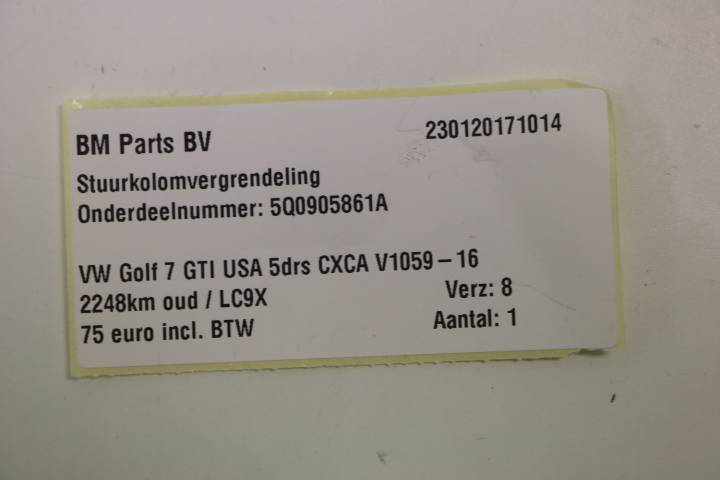 BM Parts BV 230120171014
Stuurkolomvergrendeling
Onderdeelnummer: 5Q0905861A
VW Golf 7 GTI USA 5drs CXCA V1059-16
2248km oud / LC9X Verz: 8
75 euro incl. BTW Aantal: 1